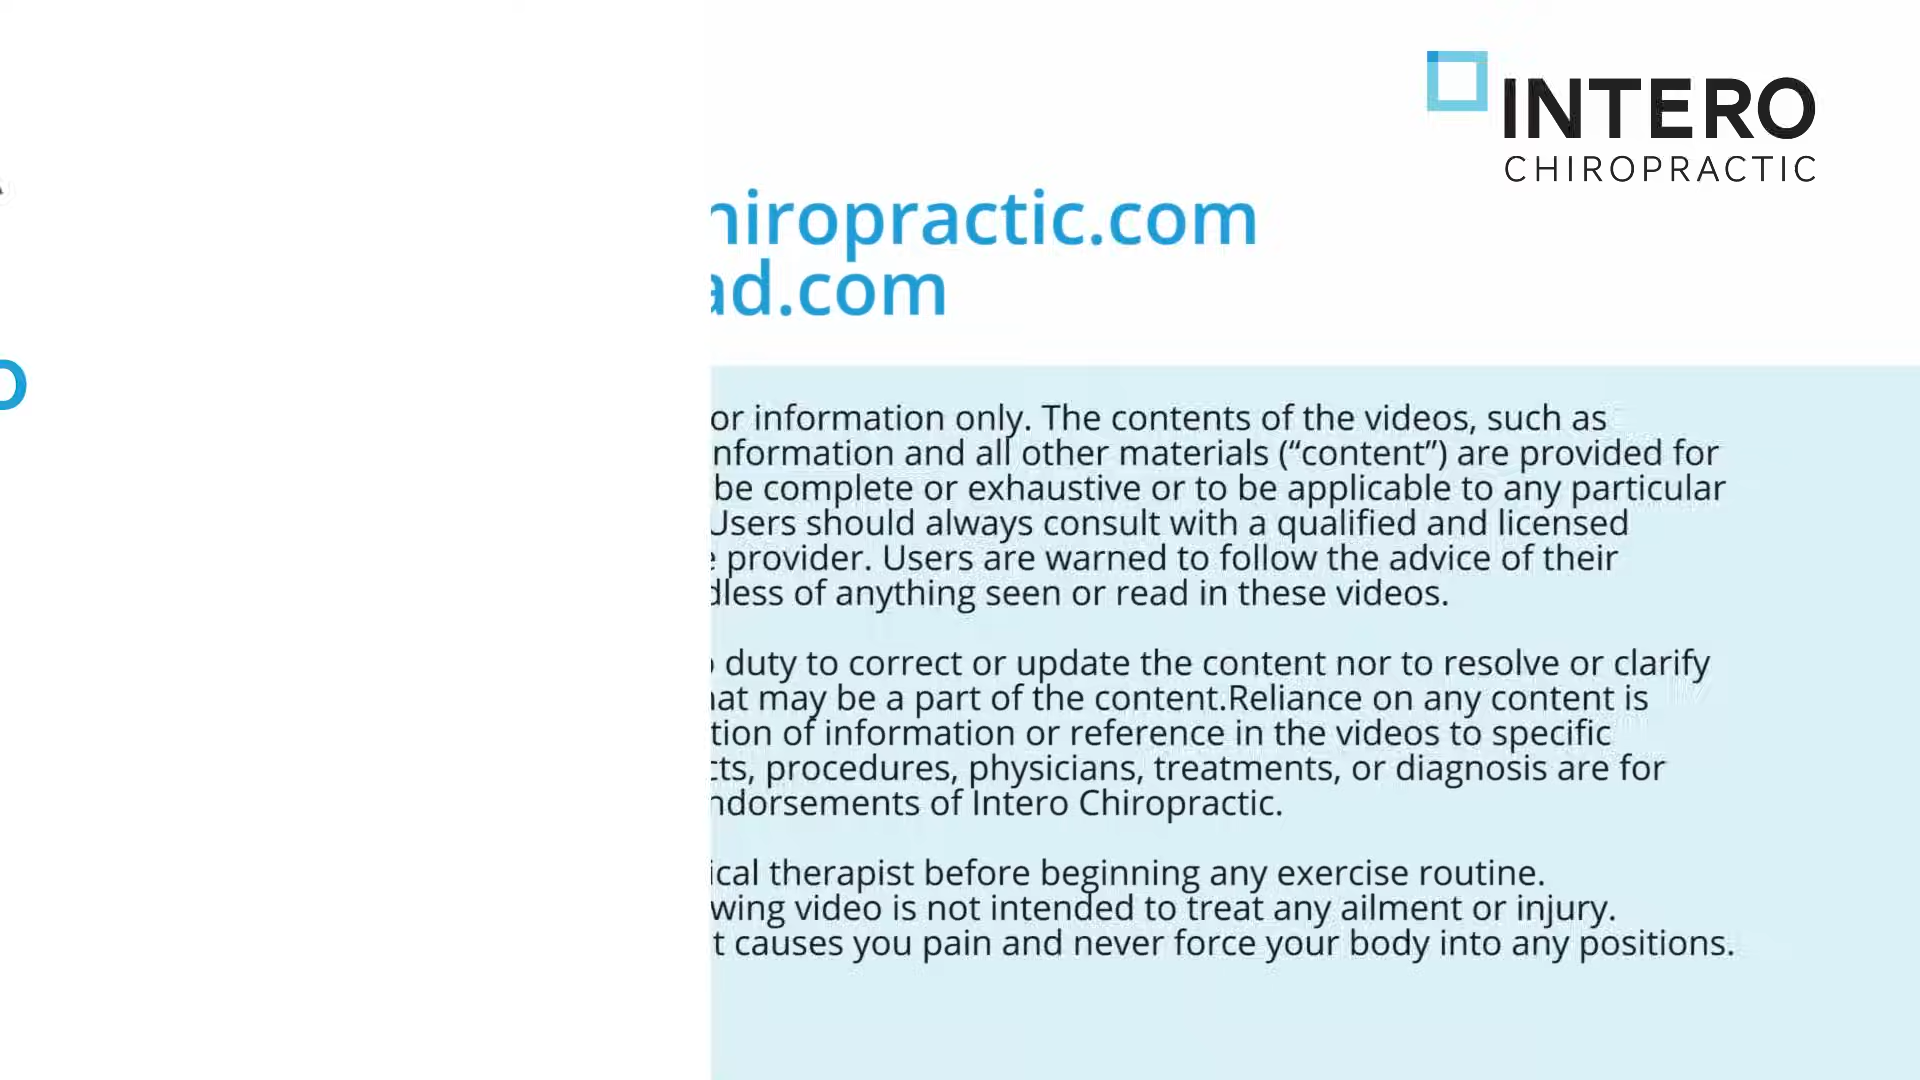 INTERO
CHIROPRACTIC
hiropractic.com
ad.com
or information only. The contents of the videos, such as
nformation and all other materials (“content”) are provided for
be complete or exhaustive or to be applicable to any particular
Users should always consult with a qualified and licensed
provider. Users are warned to follow the advice of their
dless of anything seen or read in these videos.
duty to correct or update the content nor to resolve or clarify
hat may be a part of the content.Reliance on any content is
tion of information or reference in the videos to specific
cts, procedures, physicians, treatments, or diagnosis are for
ndorsements of Intero Chiropractic.
ical therapist before beginning any exercise routine.
wing video is not intended to treat any ailment or injury.
t causes you pain and never force your body into any positions.